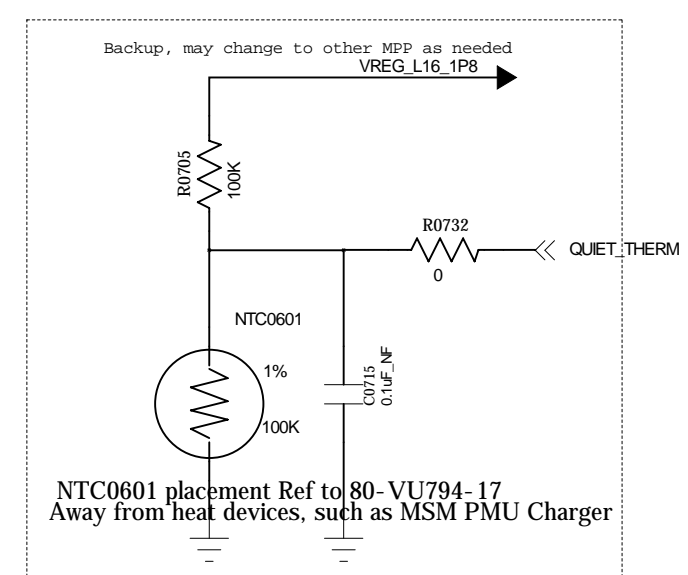 Backup, may change to other MPP as needed
VREG_L16_1P8
R0705
100K
R0732
0
QUIET_THERM
NTC0601
1%
100K
C0715
0.1uF_NF
NTC0601 placement Ref to 80-VU794-17
Away from heat devices, such as MSM PMU Charger